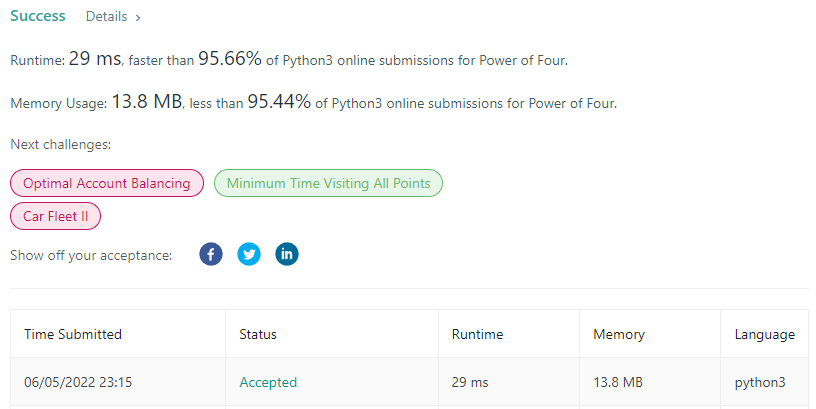 Success Details ›
Runtime: 29 ms, faster than 95.66% of Python3 online submissions for Power of Four.
Memory Usage: 13.8 MB, less than 95.44% of Python3 online submissions for Power of Four.
Next challenges:
Optimal Account Balancing Minimum Time Visiting All Points
Car Fleet II
Show off your acceptance: f in
Time Submitted Status Runtime Memory Language
06/05/2022 23:15 Accepted 29 ms 13.8 MB python3